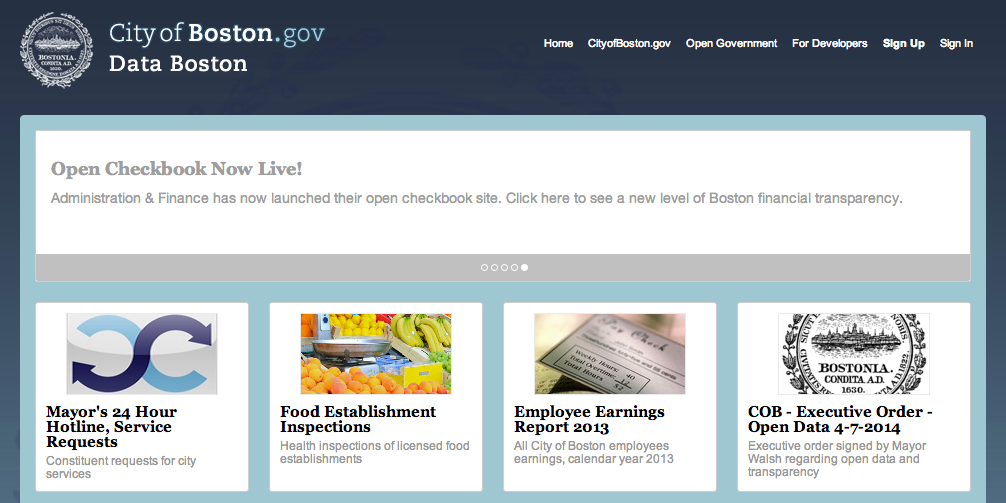 City of Boston.gov
Data Boston
BOSTONIA.
CONDITA A.D.
1630.
Home CityofBoston.gov Open Government For Developers Sign Up Sign In
Open Checkbook Now Live!
Administration & Finance has now launched their open checkbook site. Click here to see a new level of Boston financial transparency.
Pay Check
Weekly Hours: 40
Total Overtime:
Total Hours
BOSTONIA.
CONDITA A.D.
1630.
Mayor's 24 Hour
Hotline, Service
Requests
Constituent requests for city
services
Food Establishment
Inspections
Health inspections of licensed food
establishments
Employee Earnings
Report 2013
All City of Boston employees
earnings, calendar year 2013
COB - Executive Order -
Open Data 4-7-2014
Executive order signed by Mayor
Walsh regarding open data and
transparency